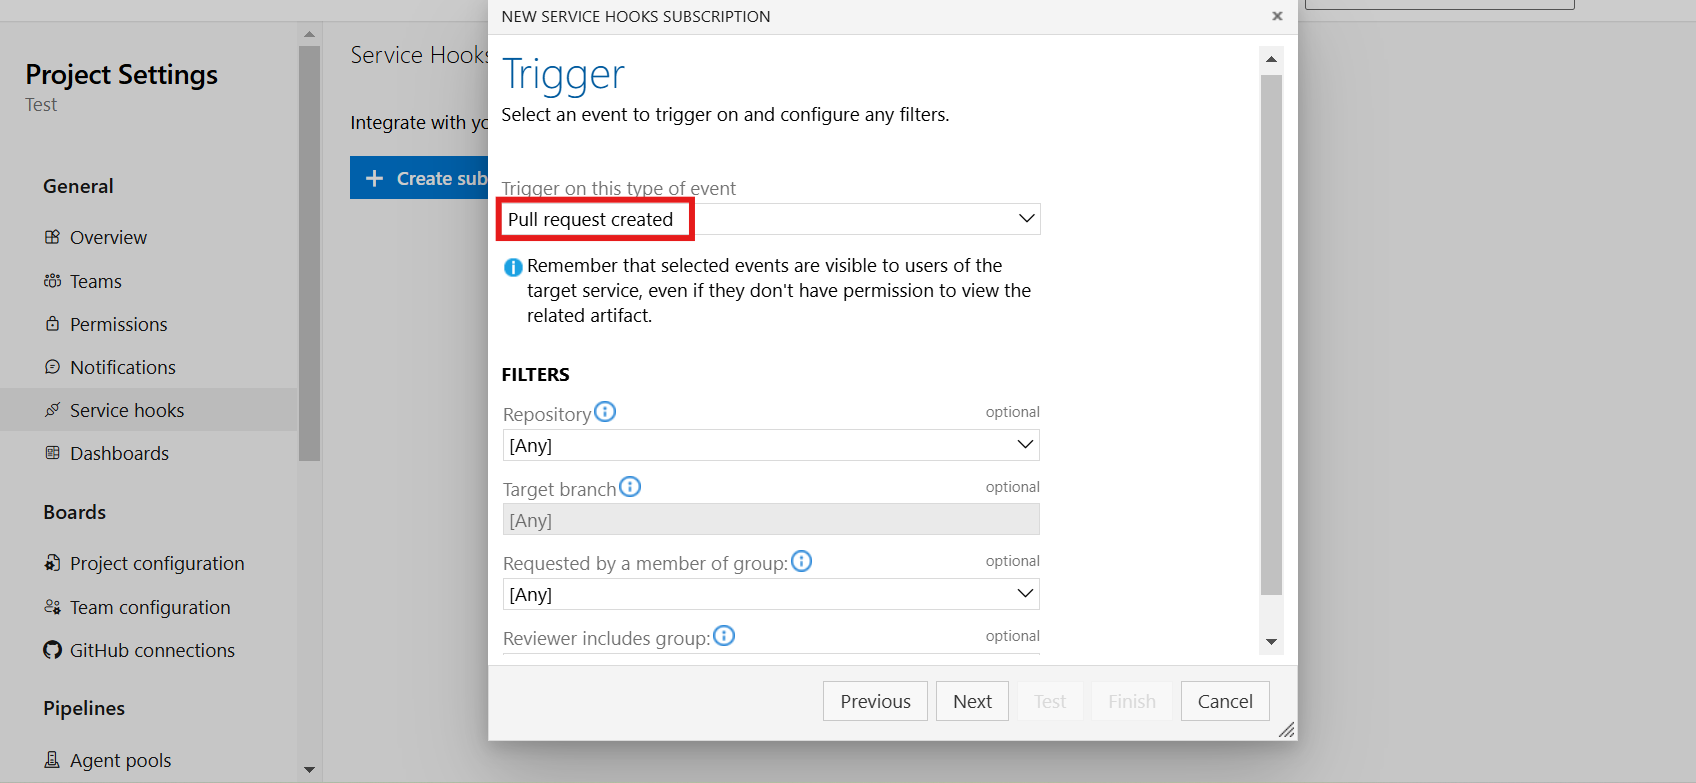 Project Settings
Test
General
Overview
Teams
Permissions
Notifications
Service hooks
Dashboards
Boards
Project configuration
Team configuration
GitHub connections
Pipelines
Agent pools
Service Hooks
Integrate with yo
Create sub
NEW SERVICE HOOKS SUBSCRIPTION
Trigger
Select an event to trigger on and configure any filters.
Trigger on this type of event
Pull request created
Remember that selected events are visible to users of the
target service, even if they don't have permission to view the
related artifact.
FILTERS
Repository optional
[Any]
Target branch optional
[Any]
Requested by a member of group: optional
[Any]
Reviewer includes group: optional
Previous Next Test Finish Cancel